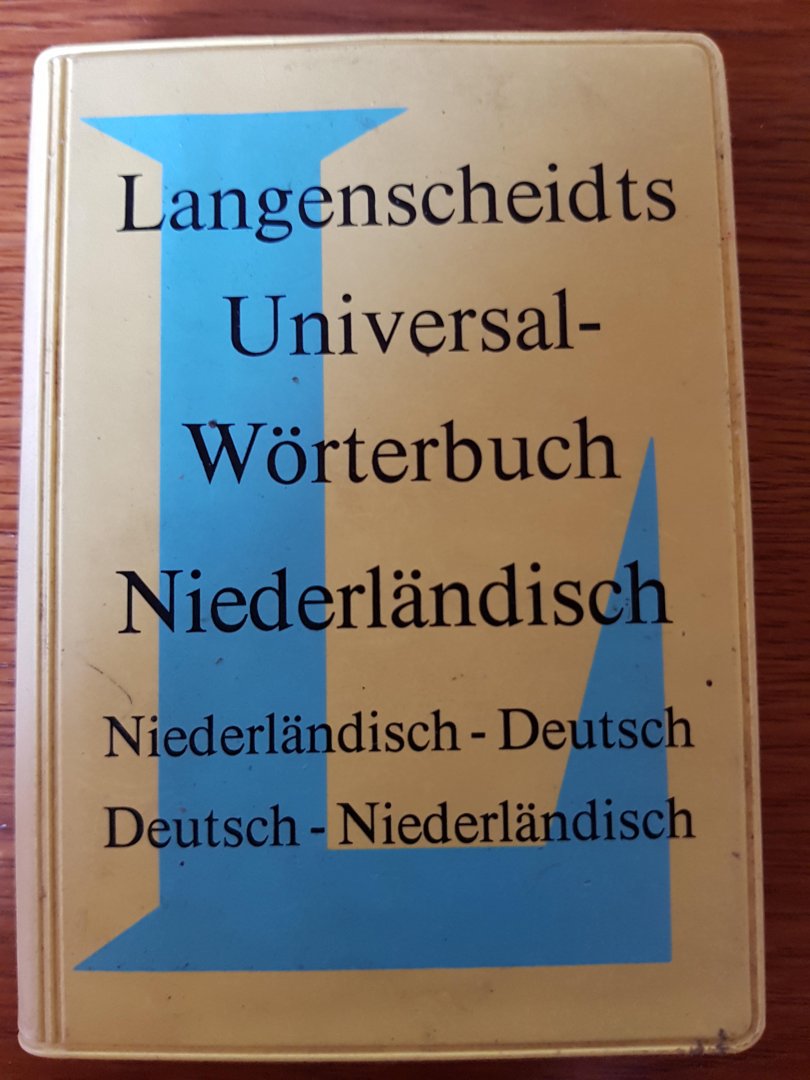 Langenscheidts
Universal-
Wörterbuch
Niederländisch
Niederländisch - Deutsch
Deutsch - Niederländisch